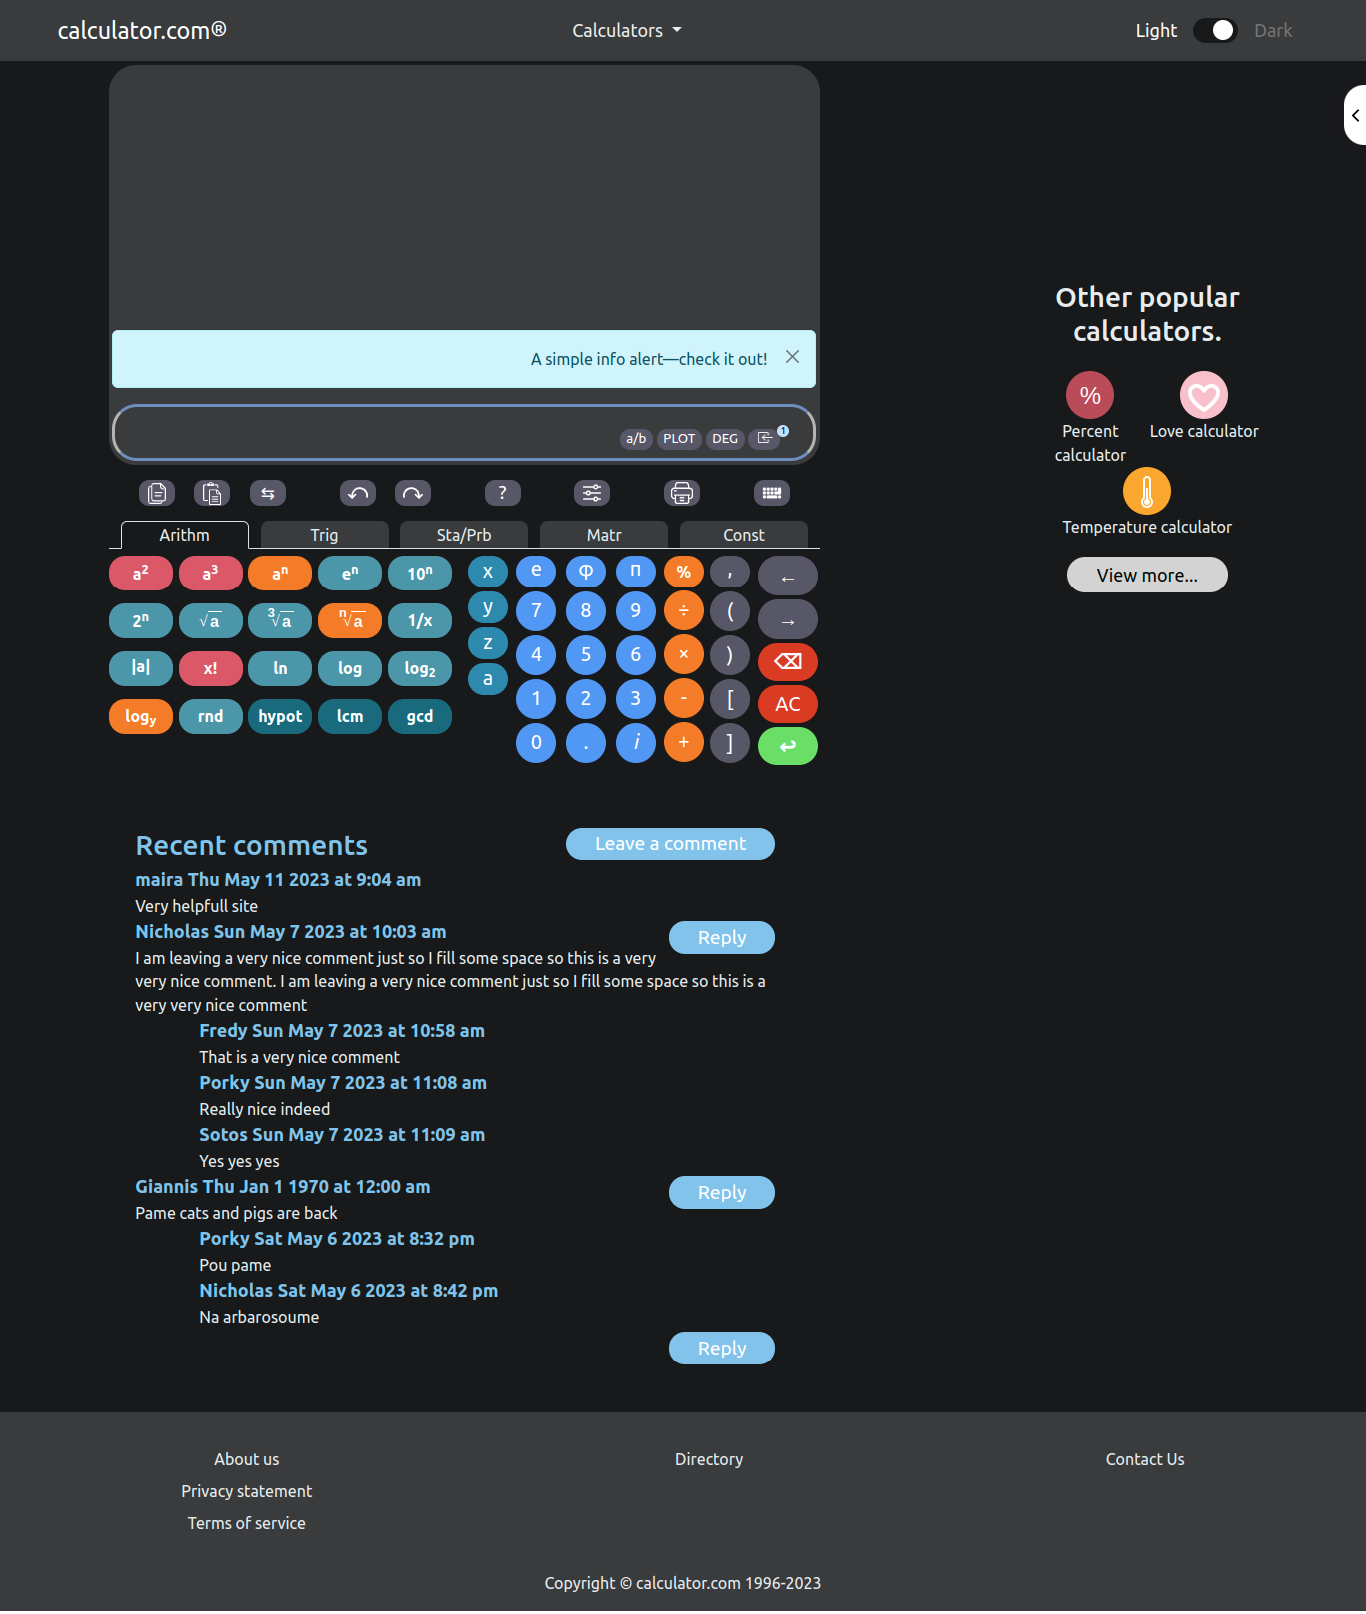 calculator.com® Calculators Light Dark
A simple info alert—check it out!
a/b PLOT DEG 1
?
Arithm Trig Sta/Prb Matr Const
a² a³ aⁿ eⁿ 10ⁿ x e φ π % , ←
2ⁿ √a ³√a ⁿ√a 1/x y 7 8 9 ÷ ( →
|a| x! ln log log₂ z 4 5 6 × ) ⌫
logᵧ rnd hypot lcm gcd a 1 2 3 - [ AC
0 . i + ] ↩
Other popular
calculators.
%
Percent
calculator
Love calculator
Temperature calculator
View more...
Recent comments Leave a comment
maira Thu May 11 2023 at 9:04 am
Very helpfull site
Nicholas Sun May 7 2023 at 10:03 am Reply
I am leaving a very nice comment just so I fill some space so this is a very
very nice comment. I am leaving a very nice comment just so I fill some space so this is a
very very nice comment
Fredy Sun May 7 2023 at 10:58 am
That is a very nice comment
Porky Sun May 7 2023 at 11:08 am
Really nice indeed
Sotos Sun May 7 2023 at 11:09 am
Yes yes yes
Giannis Thu Jan 1 1970 at 12:00 am Reply
Pame cats and pigs are back
Porky Sat May 6 2023 at 8:32 pm
Pou pame
Nicholas Sat May 6 2023 at 8:42 pm
Na arbarosoume
Reply
About us Directory Contact Us
Privacy statement
Terms of service
Copyright © calculator.com 1996-2023